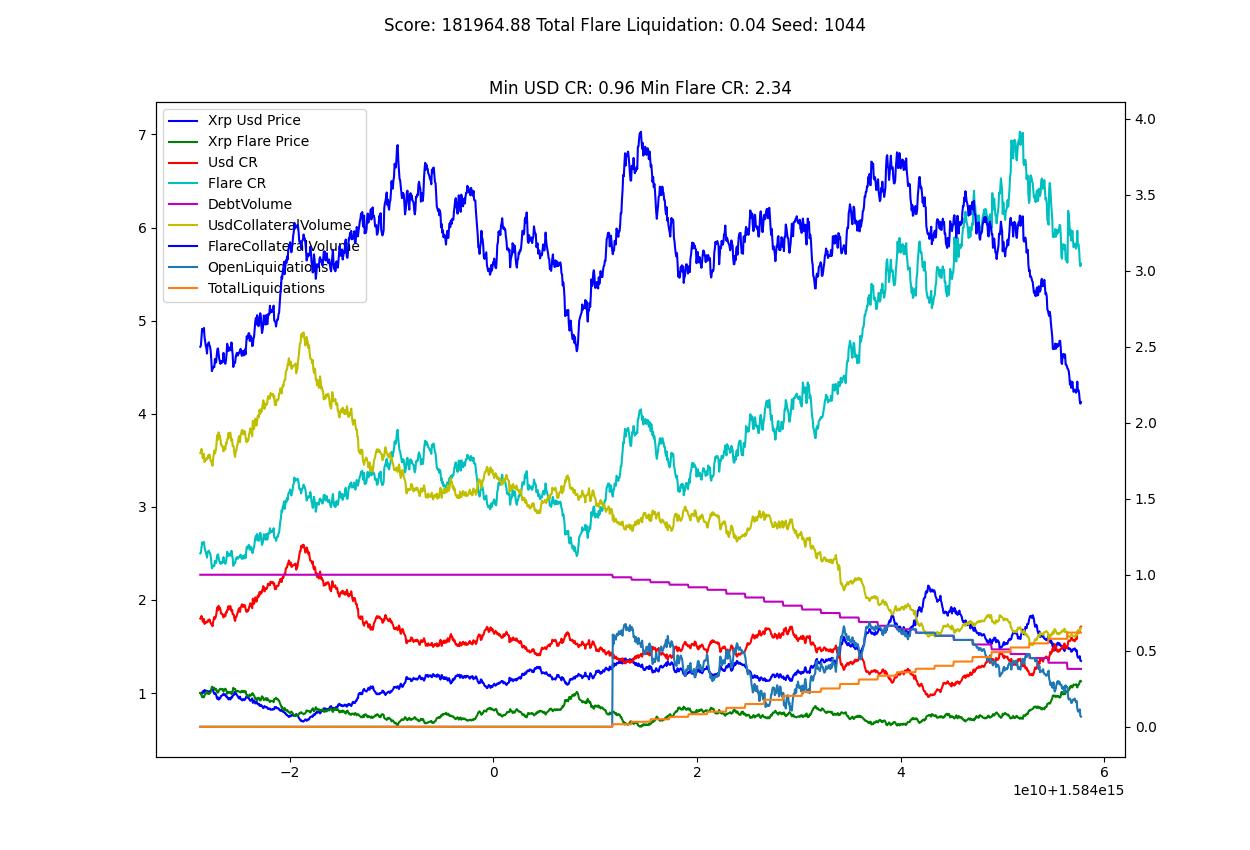 Score: 181964.88 Total Flare Liquidation: 0.04 Seed: 1044
Min USD CR: 0.96 Min Flare CR: 2.34
Xrp Usd Price
Xrp Flare Price
Usd CR
Flare CR
DebtVolume
UsdCollateralVolume
FlareCollateralVolume
OpenLiquidations
TotalLiquidations
7
6
5
4
3
2
1
4.0
3.5
3.0
2.5
2.0
1.5
1.0
0.5
0.0
−2
0
2
4
6
1e10+1.584e15